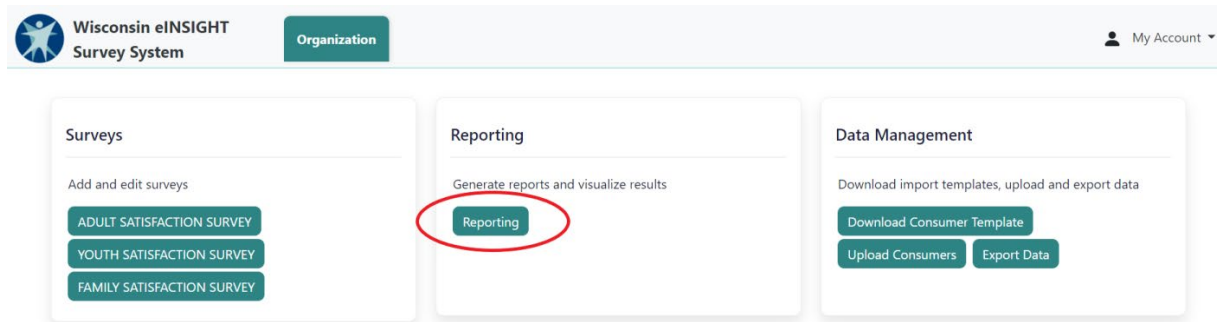 Wisconsin eINSIGHT
Survey System
Organization
My Account
Surveys
Add and edit surveys
ADULT SATISFACTION SURVEY
YOUTH SATISFACTION SURVEY
FAMILY SATISFACTION SURVEY
Reporting
Generate reports and visualize results
Reporting
Data Management
Download import templates, upload and export data
Download Consumer Template
Upload Consumers Export Data